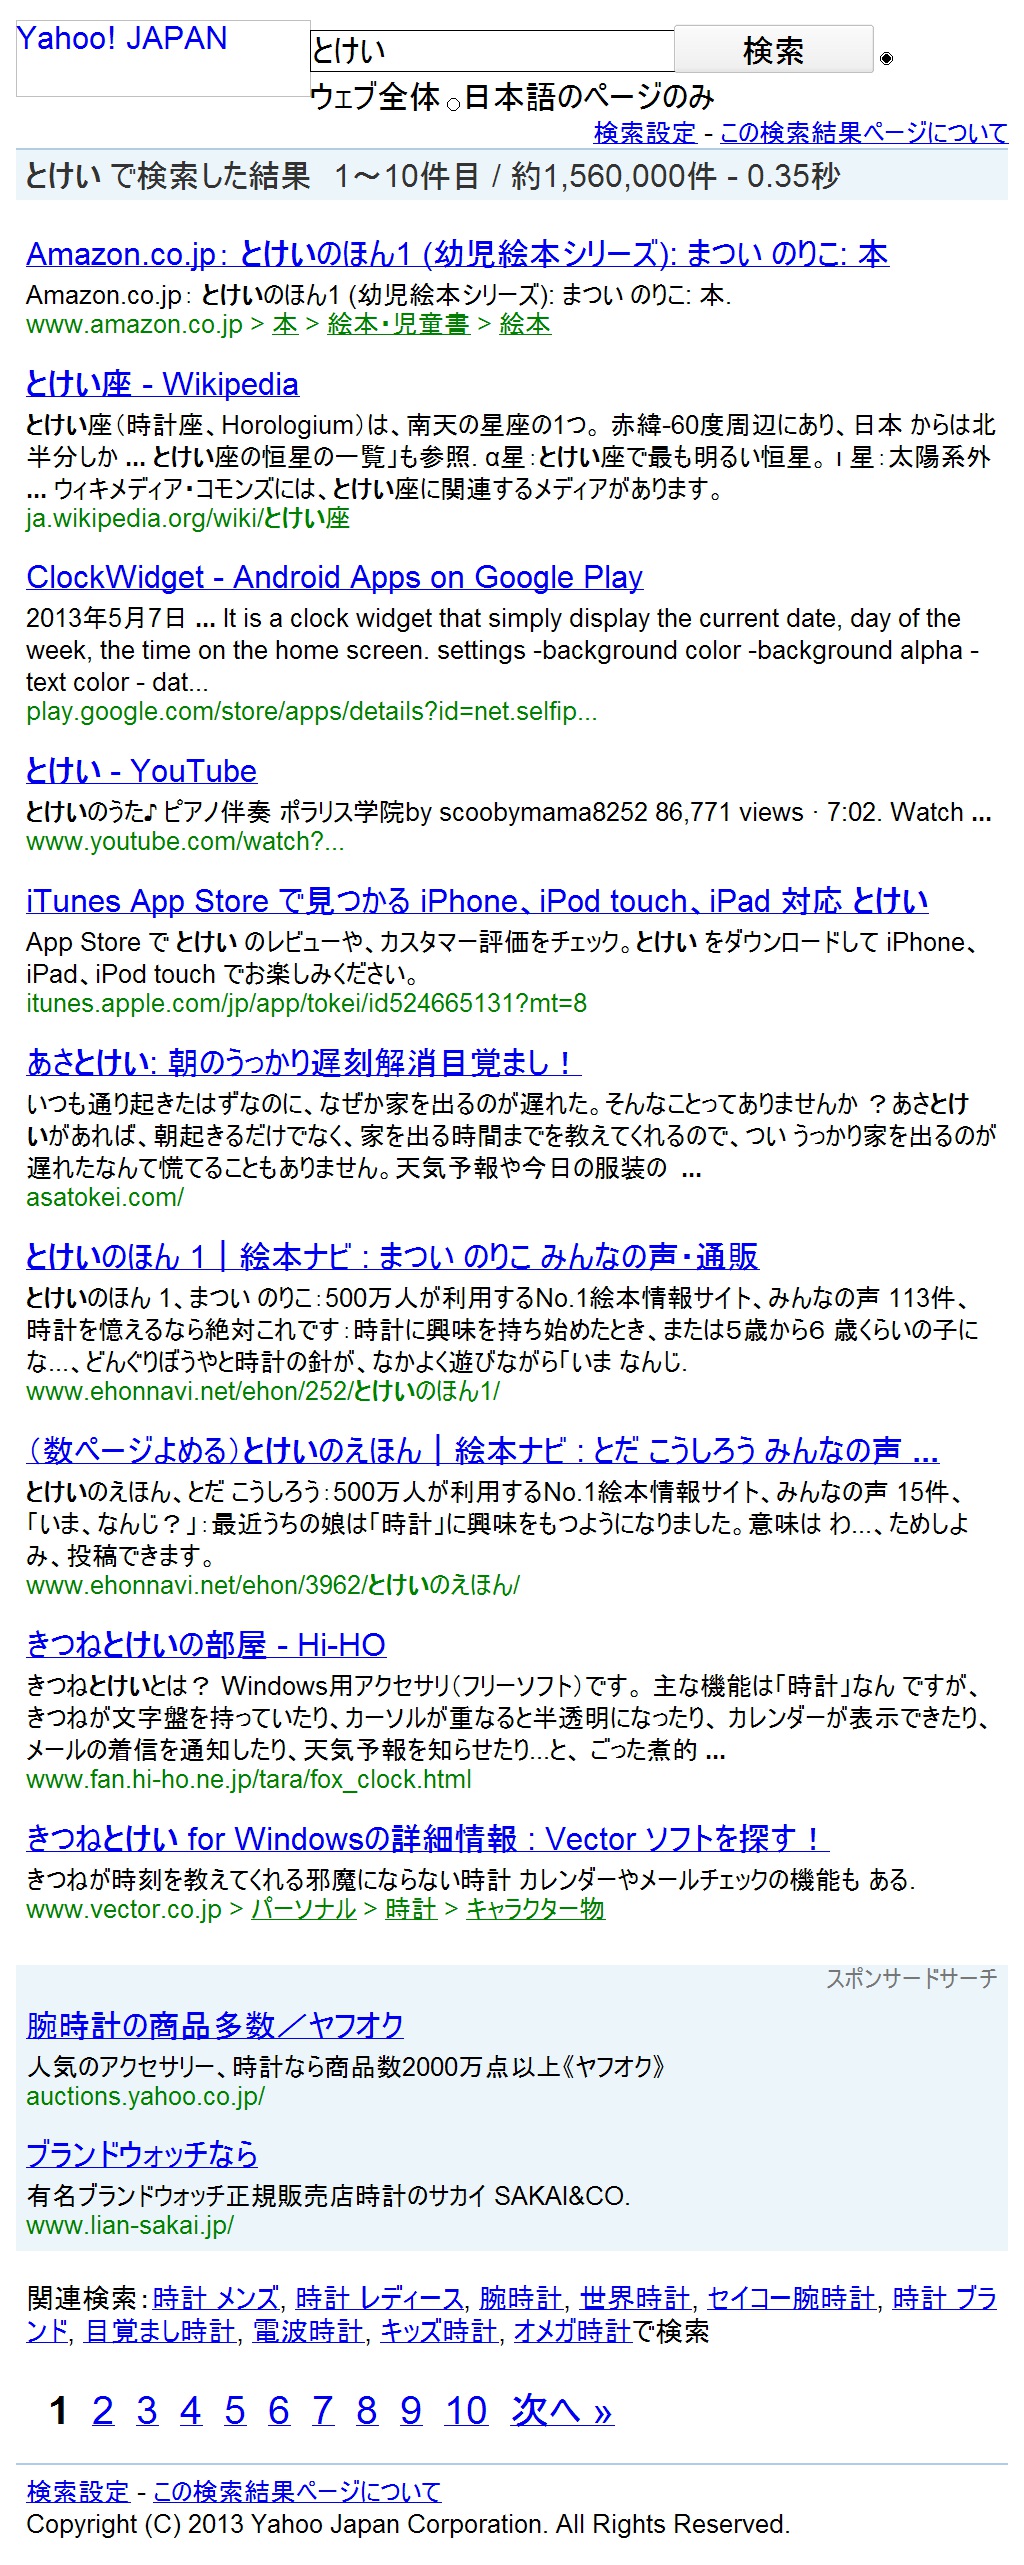 Yahoo! JAPAN
とけい
検索
ウェブ全体 日本語のページのみ
検索設定 - この検索結果ページについて
とけい で検索した結果 1～10件目 / 約1,560,000件 - 0.35秒
Amazon.co.jp： とけいのほん1 (幼児絵本シリーズ): まつい のりこ: 本
Amazon.co.jp： とけいのほん1 (幼児絵本シリーズ): まつい のりこ: 本.
www.amazon.co.jp > 本 > 絵本・児童書 > 絵本
とけい座 - Wikipedia
とけい座（時計座、Horologium）は、南天の星座の1つ。 赤緯-60度周辺にあり、日本 からは北
半分しか ... とけい座の恒星の一覧」も参照. α星：とけい座で最も明るい恒星。 ι 星：太陽系外
... ウィキメディア・コモンズには、とけい座に関連するメディアがあります。
ja.wikipedia.org/wiki/とけい座
ClockWidget - Android Apps on Google Play
2013年5月7日 ... It is a clock widget that simply display the current date, day of the
week, the time on the home screen. settings -background color -background alpha -
text color - dat...
play.google.com/store/apps/details?id=net.selfip...
とけい - YouTube
とけいのうた♪ ピアノ伴奏 ポラリス学院by scoobymama8252 86,771 views · 7:02. Watch ...
www.youtube.com/watch?...
iTunes App Store で見つかる iPhone、iPod touch、iPad 対応 とけい
App Store で とけい のレビューや、カスタマー評価をチェック。とけい をダウンロードして iPhone、
iPad、iPod touch でお楽しみください。
itunes.apple.com/jp/app/tokei/id524665131?mt=8
あさとけい: 朝のうっかり遅刻解消目覚まし！
いつも通り起きたはずなのに、なぜか家を出るのが遅れた。そんなことってありませんか ？あさとけ
いがあれば、朝起きるだけでなく、家を出る時間までを教えてくれるので、つい うっかり家を出るのが
遅れたなんて慌てることもありません。天気予報や今日の服装の ...
asatokei.com/
とけいのほん 1｜絵本ナビ : まつい のりこ みんなの声・通販
とけいのほん 1、まつい のりこ：500万人が利用するNo.1絵本情報サイト、みんなの声 113件、
時計を憶えるなら絶対これです：時計に興味を持ち始めたとき、または５歳から６ 歳くらいの子に
な...、どんぐりぼうやと時計の針が、なかよく遊びながら「いま なんじ.
www.ehonnavi.net/ehon/252/とけいのほん1/
（数ページよめる）とけいのえほん｜絵本ナビ : とだ こうしろう みんなの声 ...
とけいのえほん、とだ こうしろう：500万人が利用するNo.1絵本情報サイト、みんなの声 15件、
「いま、なんじ？」：最近うちの娘は「時計」に興味をもつようになりました。意味は わ...、ためしよ
み、投稿できます。
www.ehonnavi.net/ehon/3962/とけいのえほん/
きつねとけいの部屋 - Hi-HO
きつねとけいとは？ Windows用アクセサリ（フリーソフト）です。 主な機能は「時計」なん ですが、
きつねが文字盤を持っていたり、カーソルが重なると半透明になったり、 カレンダーが表示できたり、
メールの着信を通知したり、天気予報を知らせたり...と、 ごった煮的 ...
www.fan.hi-ho.ne.jp/tara/fox_clock.html
きつねとけい for Windowsの詳細情報 : Vector ソフトを探す！
きつねが時刻を教えてくれる邪魔にならない時計 カレンダーやメールチェックの機能も ある.
www.vector.co.jp > パーソナル > 時計 > キャラクター物
スポンサードサーチ
腕時計の商品多数／ヤフオク
人気のアクセサリー、時計なら商品数2000万点以上《ヤフオク》
auctions.yahoo.co.jp/
ブランドウォッチなら
有名ブランドウォッチ正規販売店時計のサカイ SAKAI&CO.
www.lian-sakai.jp/
関連検索：時計 メンズ, 時計 レディース, 腕時計, 世界時計, セイコー腕時計, 時計 ブラ
ンド, 目覚まし時計, 電波時計, キッズ時計, オメガ時計で検索
1 2 3 4 5 6 7 8 9 10 次へ »
検索設定 - この検索結果ページについて
Copyright (C) 2013 Yahoo Japan Corporation. All Rights Reserved.